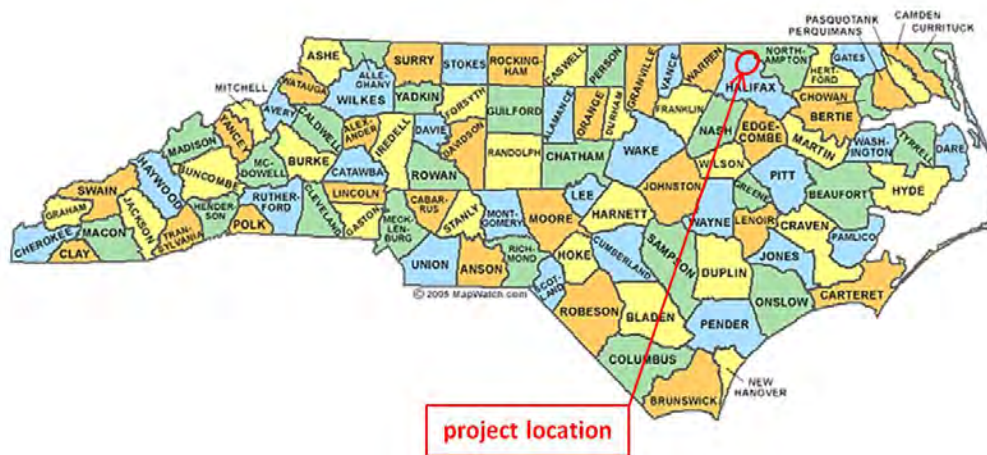 PASQUOTANK
PERQUIMANS
CAMDEN
CURRITUCK
ASHE
ALLE-
GHANY
SURRY
STOKES
ROCKING-
HAM
CASWELL
PERSON
GRANVILLE
VANCE
WARREN
NORTH-
AMPTON
HERT-
FORD
GATES
HALIFAX
CHOWAN
BERTIE
MITCHELL
WATAUGA
WILKES
YADKIN
FORSYTH
GUILFORD
ALAMANCE
ORANGE
DURHAM
FRANKLIN
NASH
EDGE-
COMBE
MARTIN
WASH-
INGTON
TYRRELL
DARE
AVERY
CALDWELL
ALEX-
ANDER
IREDELL
DAVIE
DAVIDSON
RANDOLPH
CHATHAM
WAKE
WILSON
PITT
BEAUFORT
HYDE
MADISON
YANCEY
MC-
DOWELL
BURKE
CATAWBA
ROWAN
LEE
JOHNSTON
GREENE
HAYWOOD
BUNCOMBE
RUTHER-
FORD
CLEVELAND
LINCOLN
GASTON
CABAR-
RUS
STANLY
MONT-
GOMERY
MOORE
HARNETT
WAYNE
LENOIR
CRAVEN
PAMLICO
SWAIN
GRAHAM
JACKSON
HENDER-
SON
POLK
MECK-
LEN-
BURG
CHEROKEE
MACON
CLAY
TRAN-
SYLVANIA
UNION
ANSON
RICH-
MOND
HOKE
CUMBERLAND
SAMPSON
DUPLIN
JONES
CARTERET
© 2005 MapWatch.com
SCOT-
LAND
ROBESON
BLADEN
PENDER
ONSLOW
COLUMBUS
NEW
HANOVER
BRUNSWICK
project location